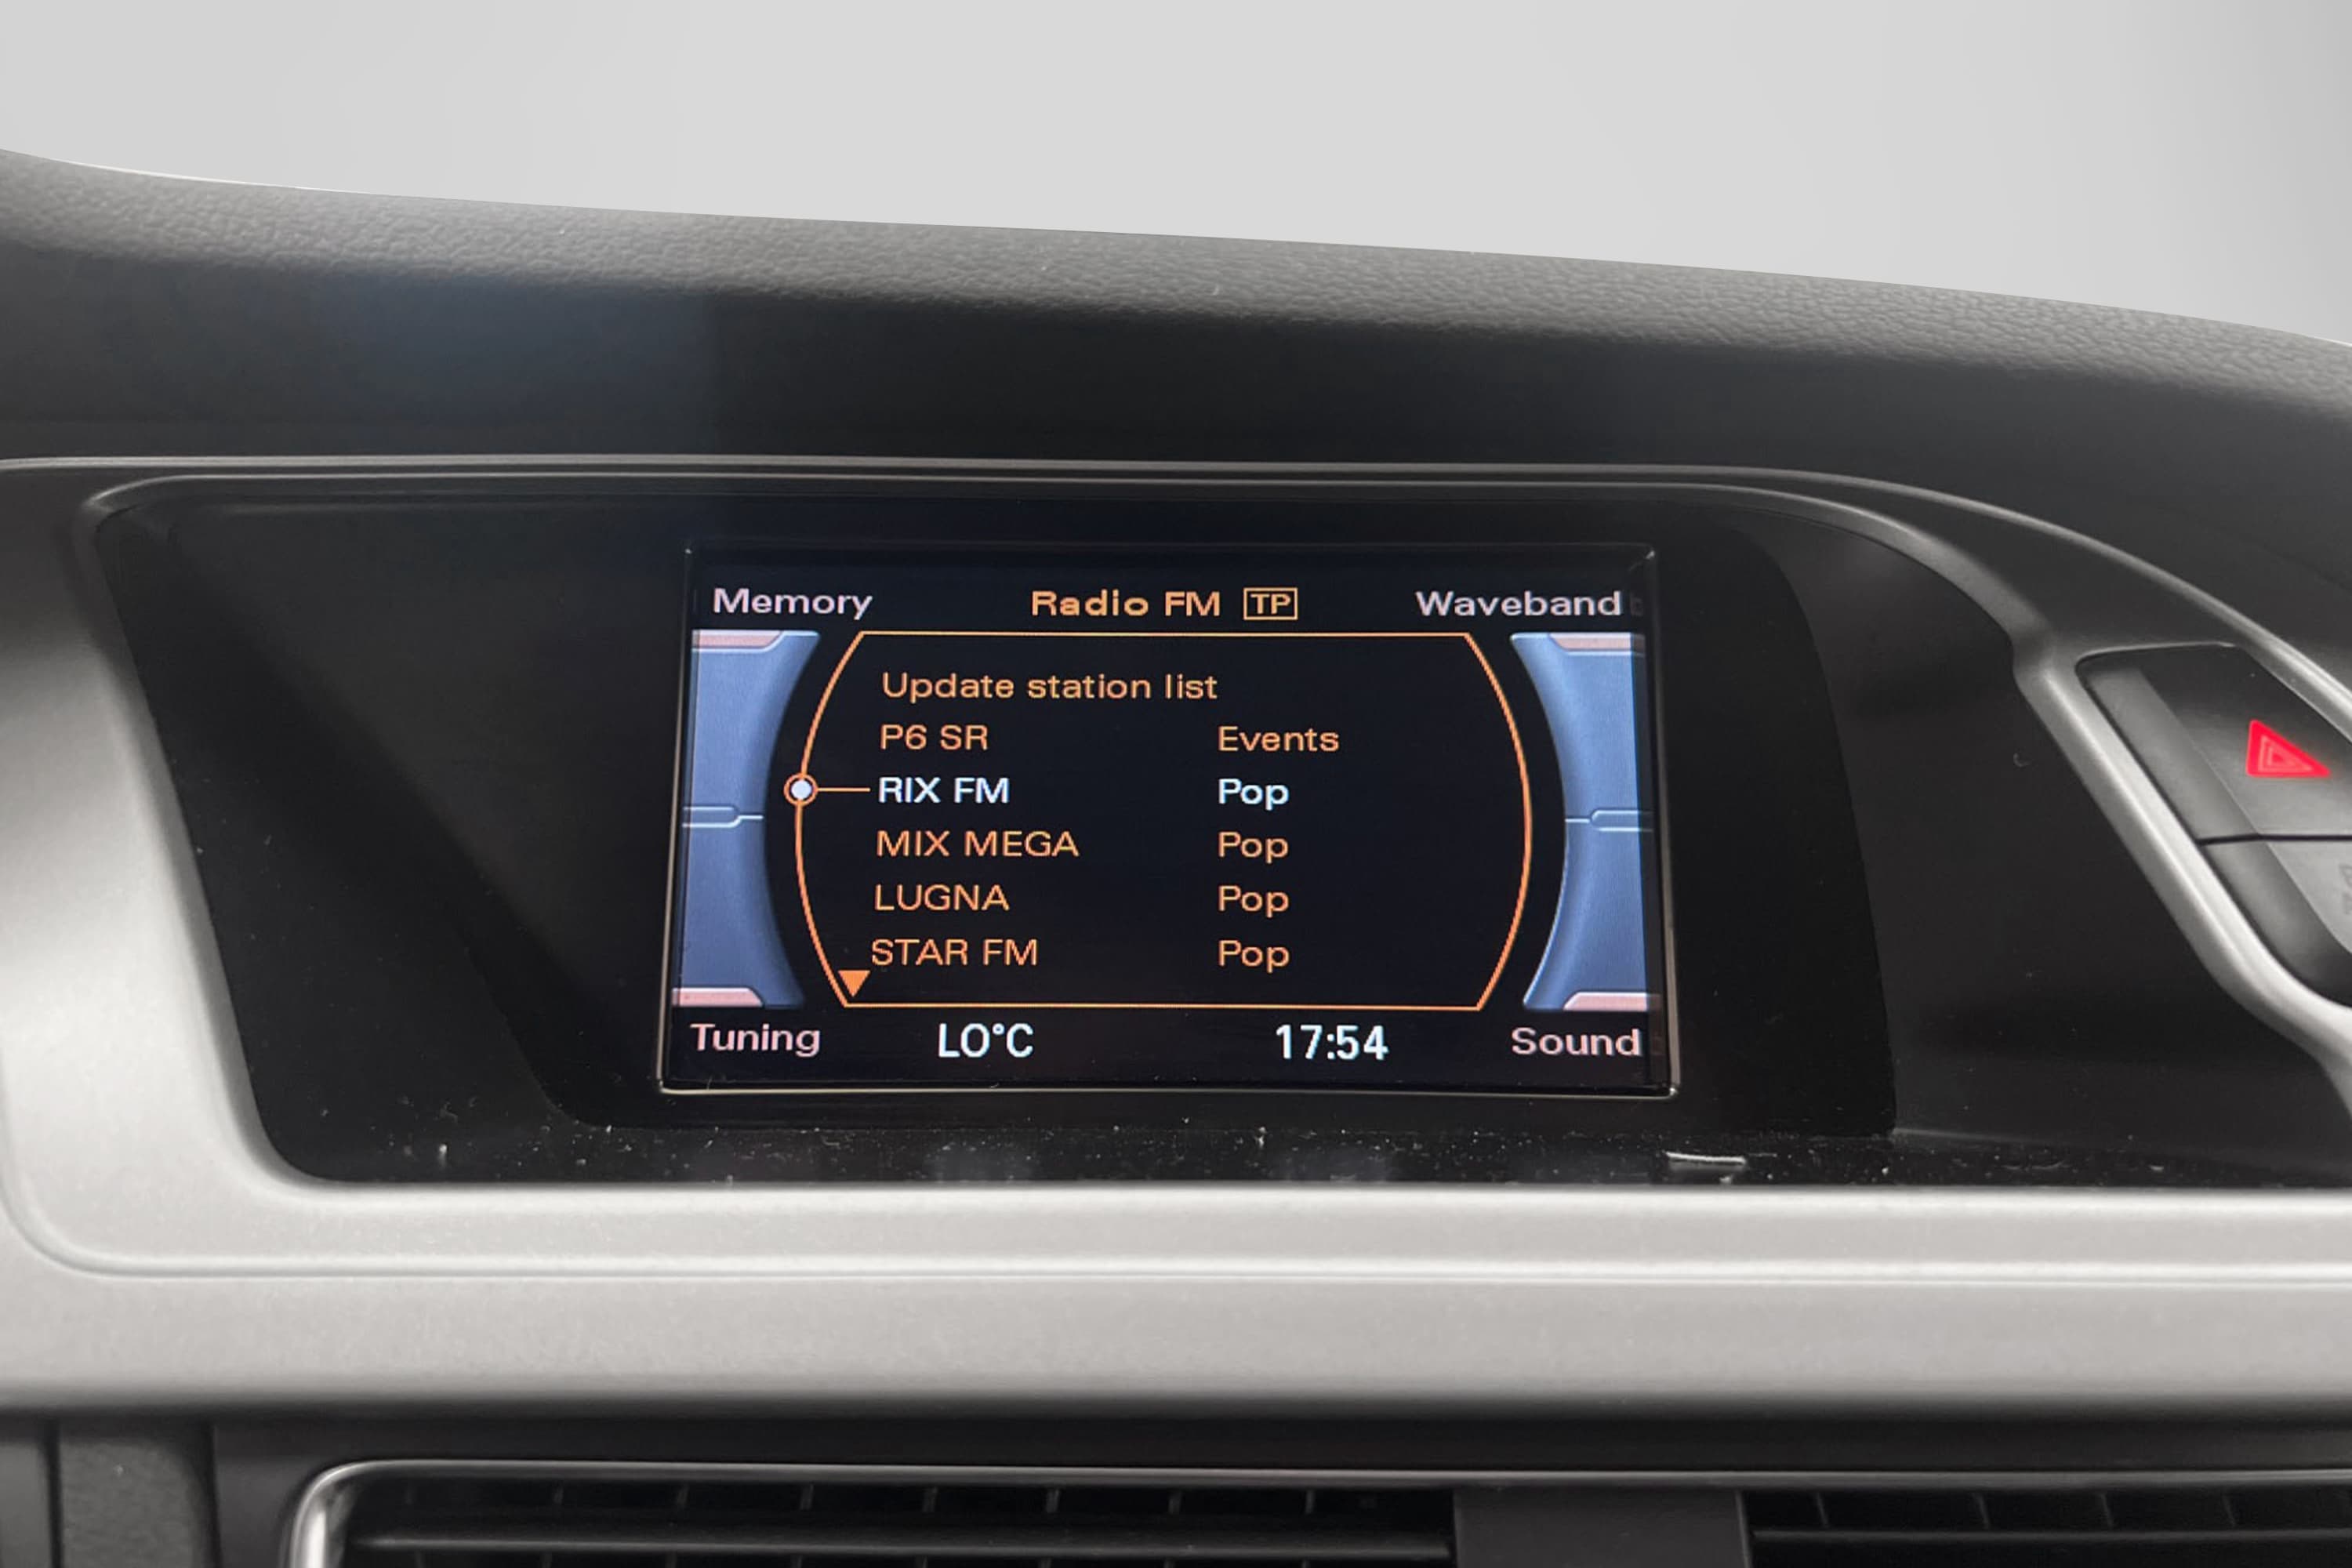 Memory Radio FM TP Waveband
Update station list
P6 SR Events
RIX FM Pop
MIX MEGA Pop
LUGNA Pop
STAR FM Pop
Tuning LO°C 17:54 Sound